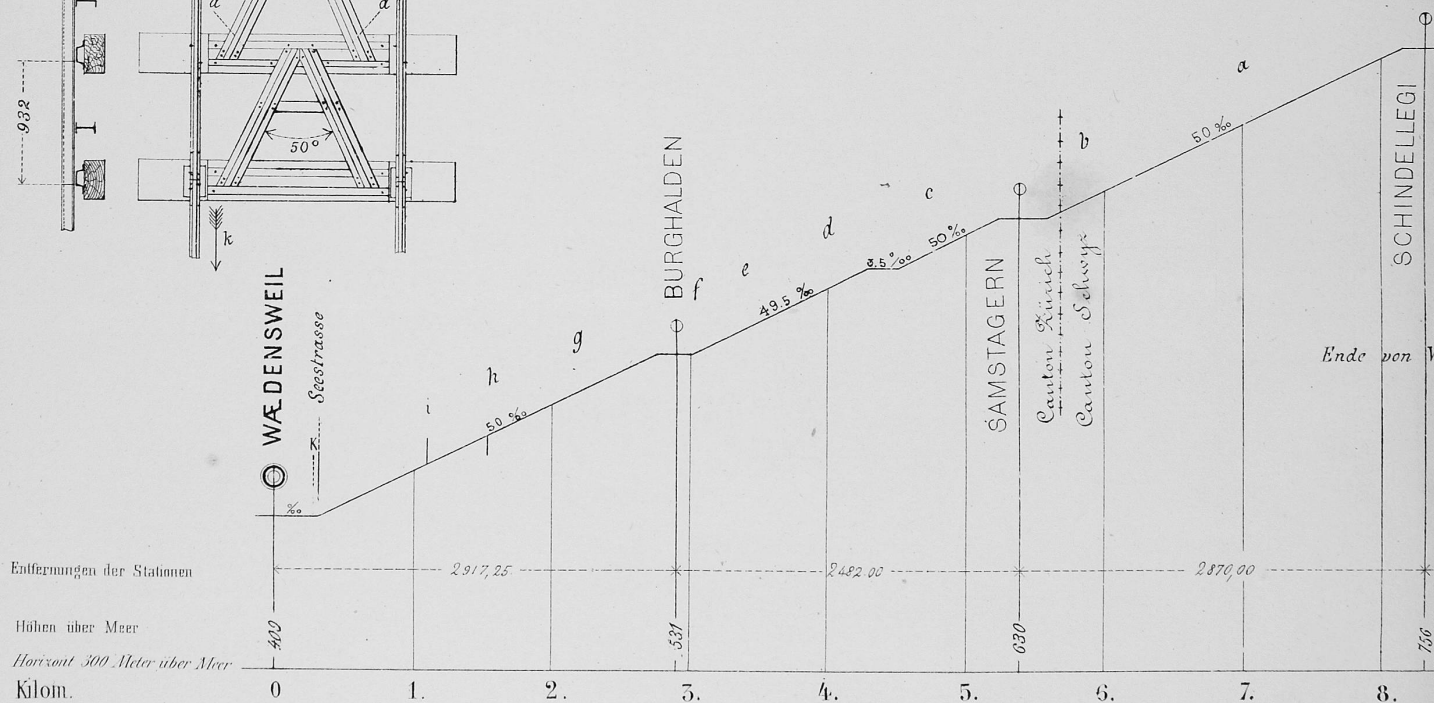 d
d
932
50°
k
a
50 ‰
b
SCHINDELLEGI
c
50 ‰
d
3.5 ‰
BURGHALDEN
f
e
49.5 ‰
SAMSTAGERN
Canton Zürich
Canton Schwyz
Ende von
WÆDENSWEIL
Seestrasse
g
h
50 ‰
i
K
‰
Entfernungen der Stationen
2917,25
2482.00
2870,00
Höhen über Meer
409
531
630
756
Horizont 300 Meter über Meer
Kilom.
0
1.
2.
3.
4.
5.
6.
7.
8.